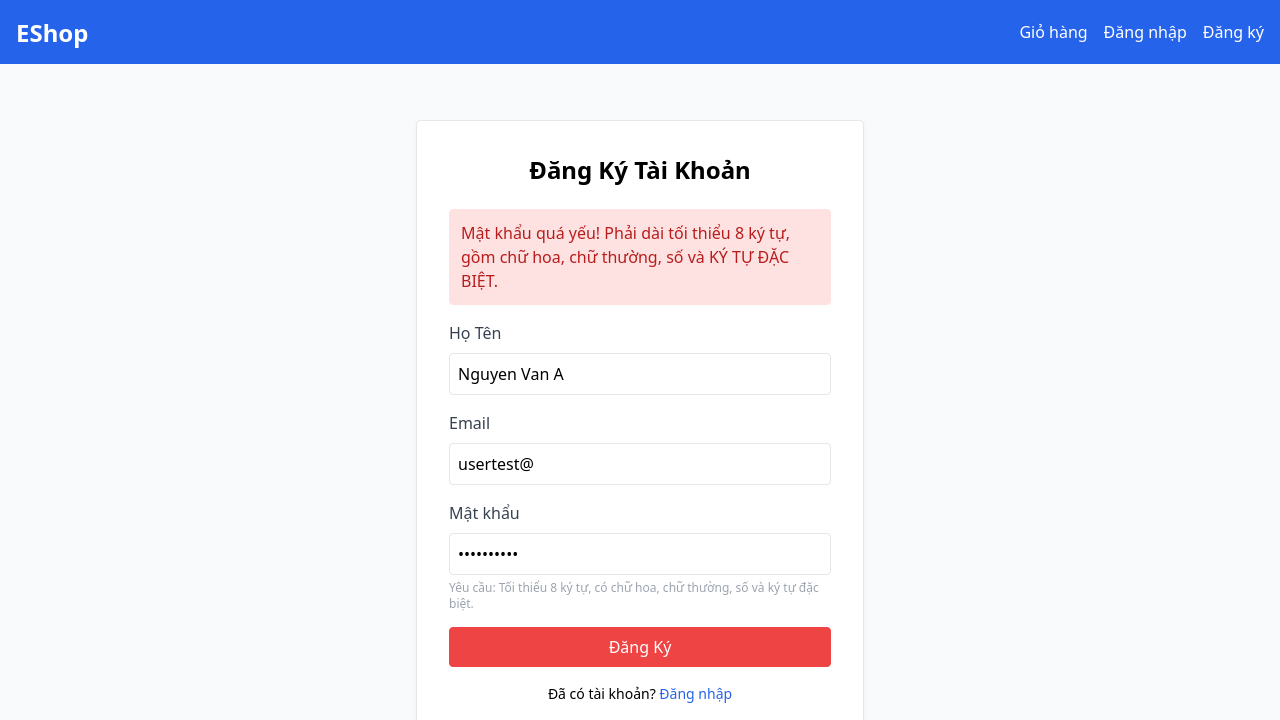 EShop
Giỏ hàng Đăng nhập Đăng ký
Đăng Ký Tài Khoản
Mật khẩu quá yếu! Phải dài tối thiểu 8 ký tự,
gồm chữ hoa, chữ thường, số và KÝ TỰ ĐẶC
BIỆT.
Họ Tên
Nguyen Van A
Email
usertest@
Mật khẩu
••••••••••
Yêu cầu: Tối thiểu 8 ký tự, có chữ hoa, chữ thường, số và ký tự đặc
biệt.
Đăng Ký
Đã có tài khoản? Đăng nhập